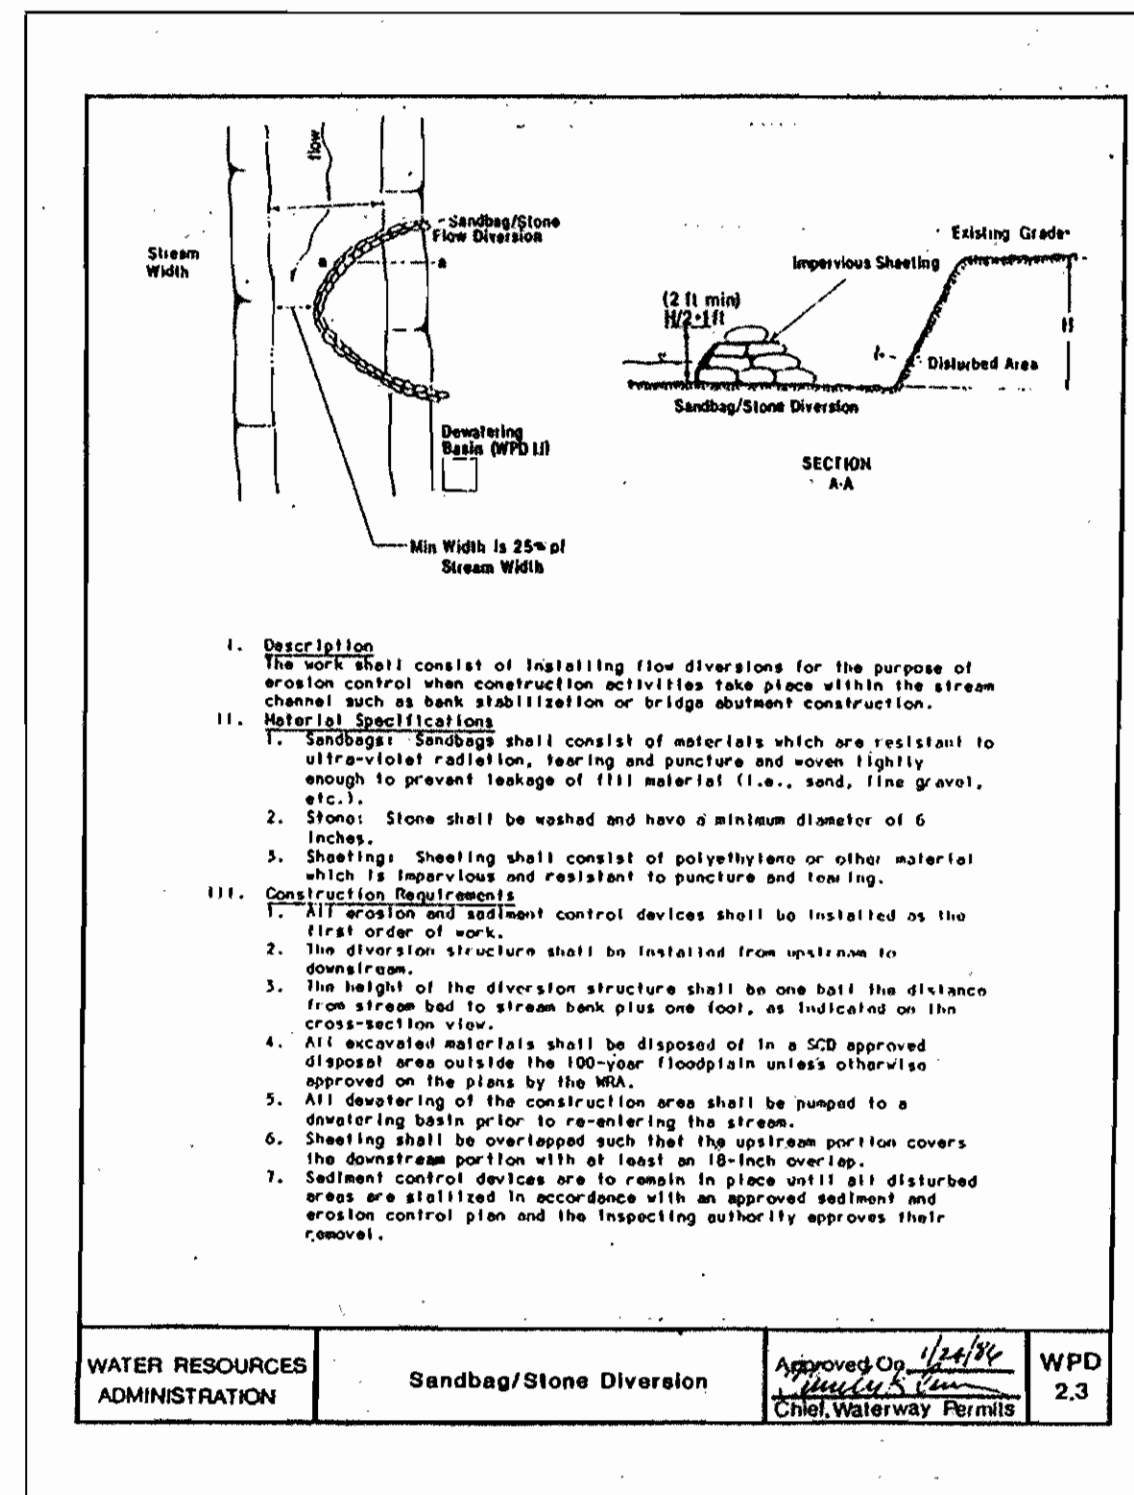 flow
Sandbag/Stone
Flow Diversion
Stream
Width
a
a
Dewatering
Basin (WPD 1.1)
Min Width is 25% of
Stream Width
Existing Grade
Impervious Sheeting
(2 ft min)
H/2+1ft
H
Disturbed Area
Sandbag/Stone Diversion
SECTION
A-A
I. Description
The work shall consist of installing flow diversions for the purpose of
erosion control when construction activities take place within the stream
channel such as bank stabilization or bridge abutment construction.
II. Material Specifications
1. Sandbags: Sandbags shall consist of materials which are resistant to
ultra-violet radiation, tearing and puncture and woven tightly
enough to prevent leakage of fill material (i.e., sand, fine gravel,
etc.).
2. Stone: Stone shall be washed and have a minimum diameter of 6
inches.
3. Sheeting: Sheeting shall consist of polyethylene or other material
which is impervious and resistant to puncture and tearing.
III. Construction Requirements
1. All erosion and sediment control devices shall be installed as the
first order of work.
2. The diversion structure shall be installed from upstream to
downstream.
3. The height of the diversion structure shall be one half the distance
from stream bed to stream bank plus one foot, as indicated on the
cross-section view.
4. All excavated materials shall be disposed of in a SCD approved
disposal area outside the 100-year floodplain unless otherwise
approved on the plans by the WRA.
5. All dewatering of the construction area shall be pumped to a
dewatering basin prior to re-entering the stream.
6. Sheeting shall be overlapped such that the upstream portion covers
the downstream portion with at least an 18-inch overlap.
7. Sediment control devices are to remain in place until all disturbed
areas are stallized in accordance with an approved sediment and
erosion control plan and the inspecting authority approves their
removal.
WATER RESOURCES
ADMINISTRATION
Sandbag/Stone Diversion
Approved On 1/24/86
Chief, Waterway Permits
WPD
2.3